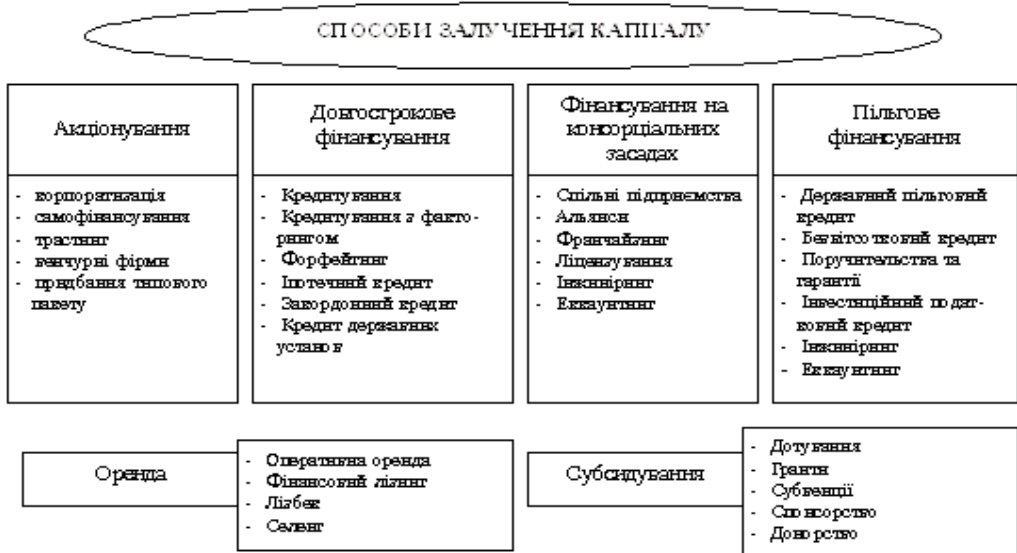 СПОСОБИ ЗАЛУЧЕННЯ КАПІТАЛУ
Акціонування
- корпоратизація
- самофінансування
- трастинг
- венчурні фірми
- придбання типового
пакету
Довгострокове
фінансування
- Кредитування
- Кредитування з факто-
рингом
- Форфейтинг
- Іпотечний кредит
- Закордонний кредит
- Кредит державних
установ
Фінансування на
консорціальних
засадах
- Спільні підприємства
- Альянси
- Франчайзинг
- Ліцензування
- Інжиніринг
- Еккаунтинг
Пільгове
фінансування
- Державний пільговий
кредит
- Безвітсотковий кредит
- Поручительства та
гарантії
- Інвестиційний подат-
ковий кредит
- Інжиніринг
- Еккаунтинг
Оренда
- Оперативна оренда
- Фінансовий лізинг
- Лізбек
- Селенг
Субсидування
- Дотування
- Гранти
- Субвенції
- Спонсорство
- Донорство